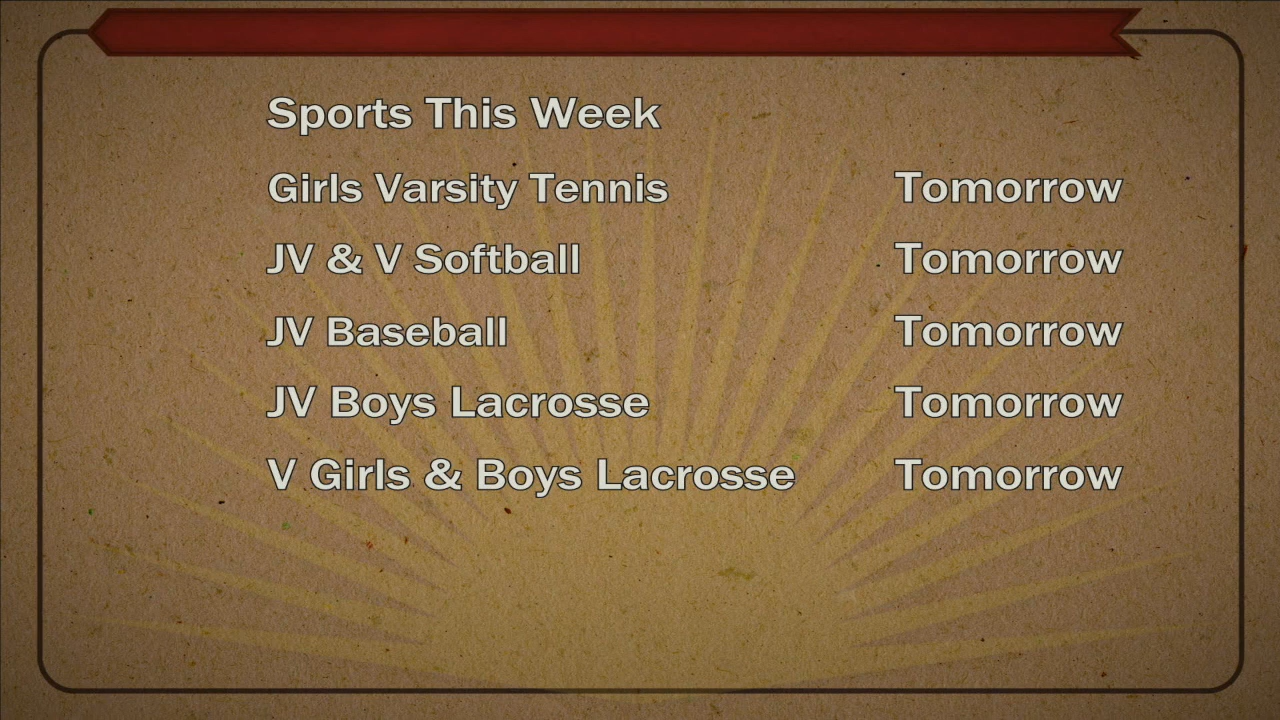 Sports This Week
Girls Varsity Tennis Tomorrow
JV & V Softball Tomorrow
JV Baseball Tomorrow
JV Boys Lacrosse Tomorrow
V Girls & Boys Lacrosse Tomorrow